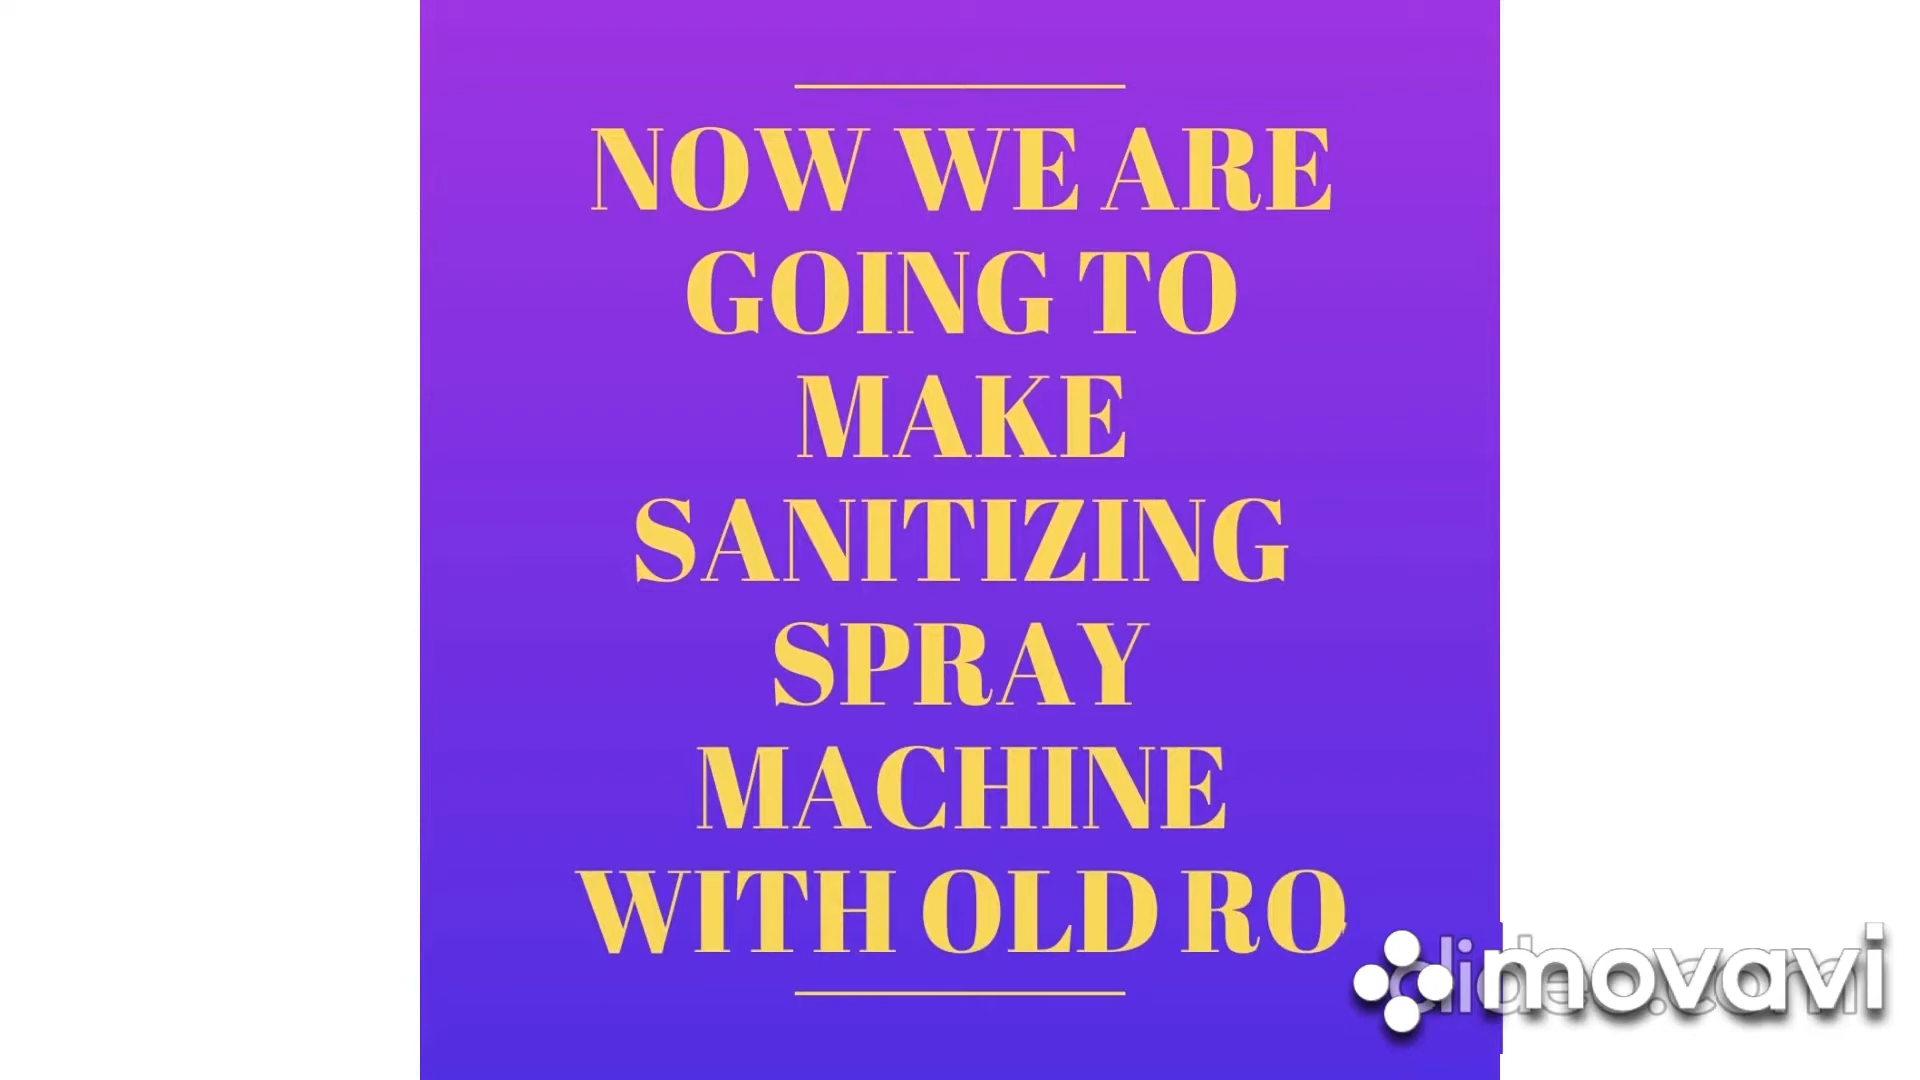 NOW WE ARE
GOING TO
MAKE
SANITIZING
SPRAY
MACHINE
WITH OLD RO
movavi